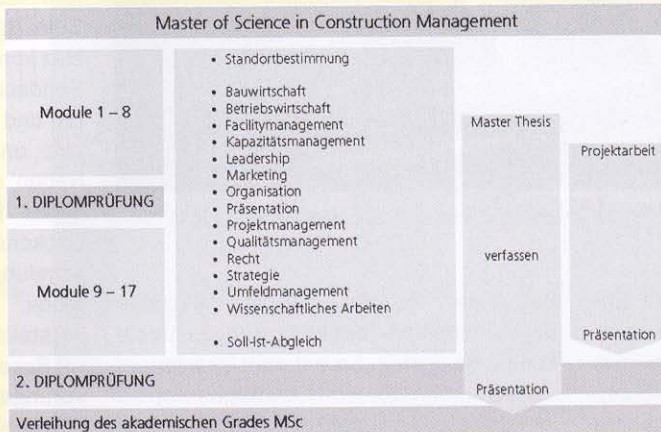 Master of Science in Construction Management
Module 1 – 8
1. DIPLOMPRÜFUNG
Module 9 – 17
• Standortbestimmung
• Bauwirtschaft
• Betriebswirtschaft
• Facilitymanagement
• Kapazitätsmanagement
• Leadership
• Marketing
• Organisation
• Präsentation
• Projektmanagement
• Qualitätsmanagement
• Recht
• Strategie
• Umfeldmanagement
• Wissenschaftliches Arbeiten
• Soll-Ist-Abgleich
Master Thesis
verfassen
Präsentation
Projektarbeit
Präsentation
2. DIPLOMPRÜFUNG
Verleihung des akademischen Grades MSc